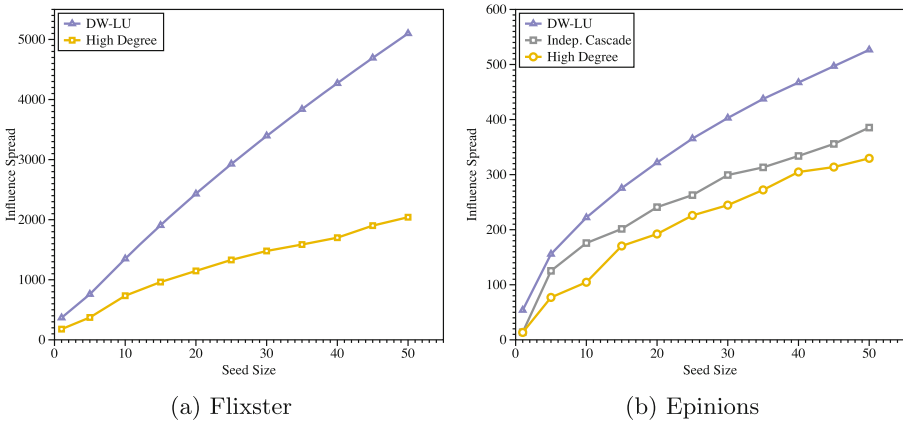 DW-LU
High Degree
5000
4000
3000
2000
1000
0
Influence Spread
0 10 20 30 40 50
Seed Size
(a) Flixster
DW-LU
Indep. Cascade
High Degree
600
500
400
300
200
100
0
Influence Spread
0 10 20 30 40 50
Seed Size
(b) Epinions